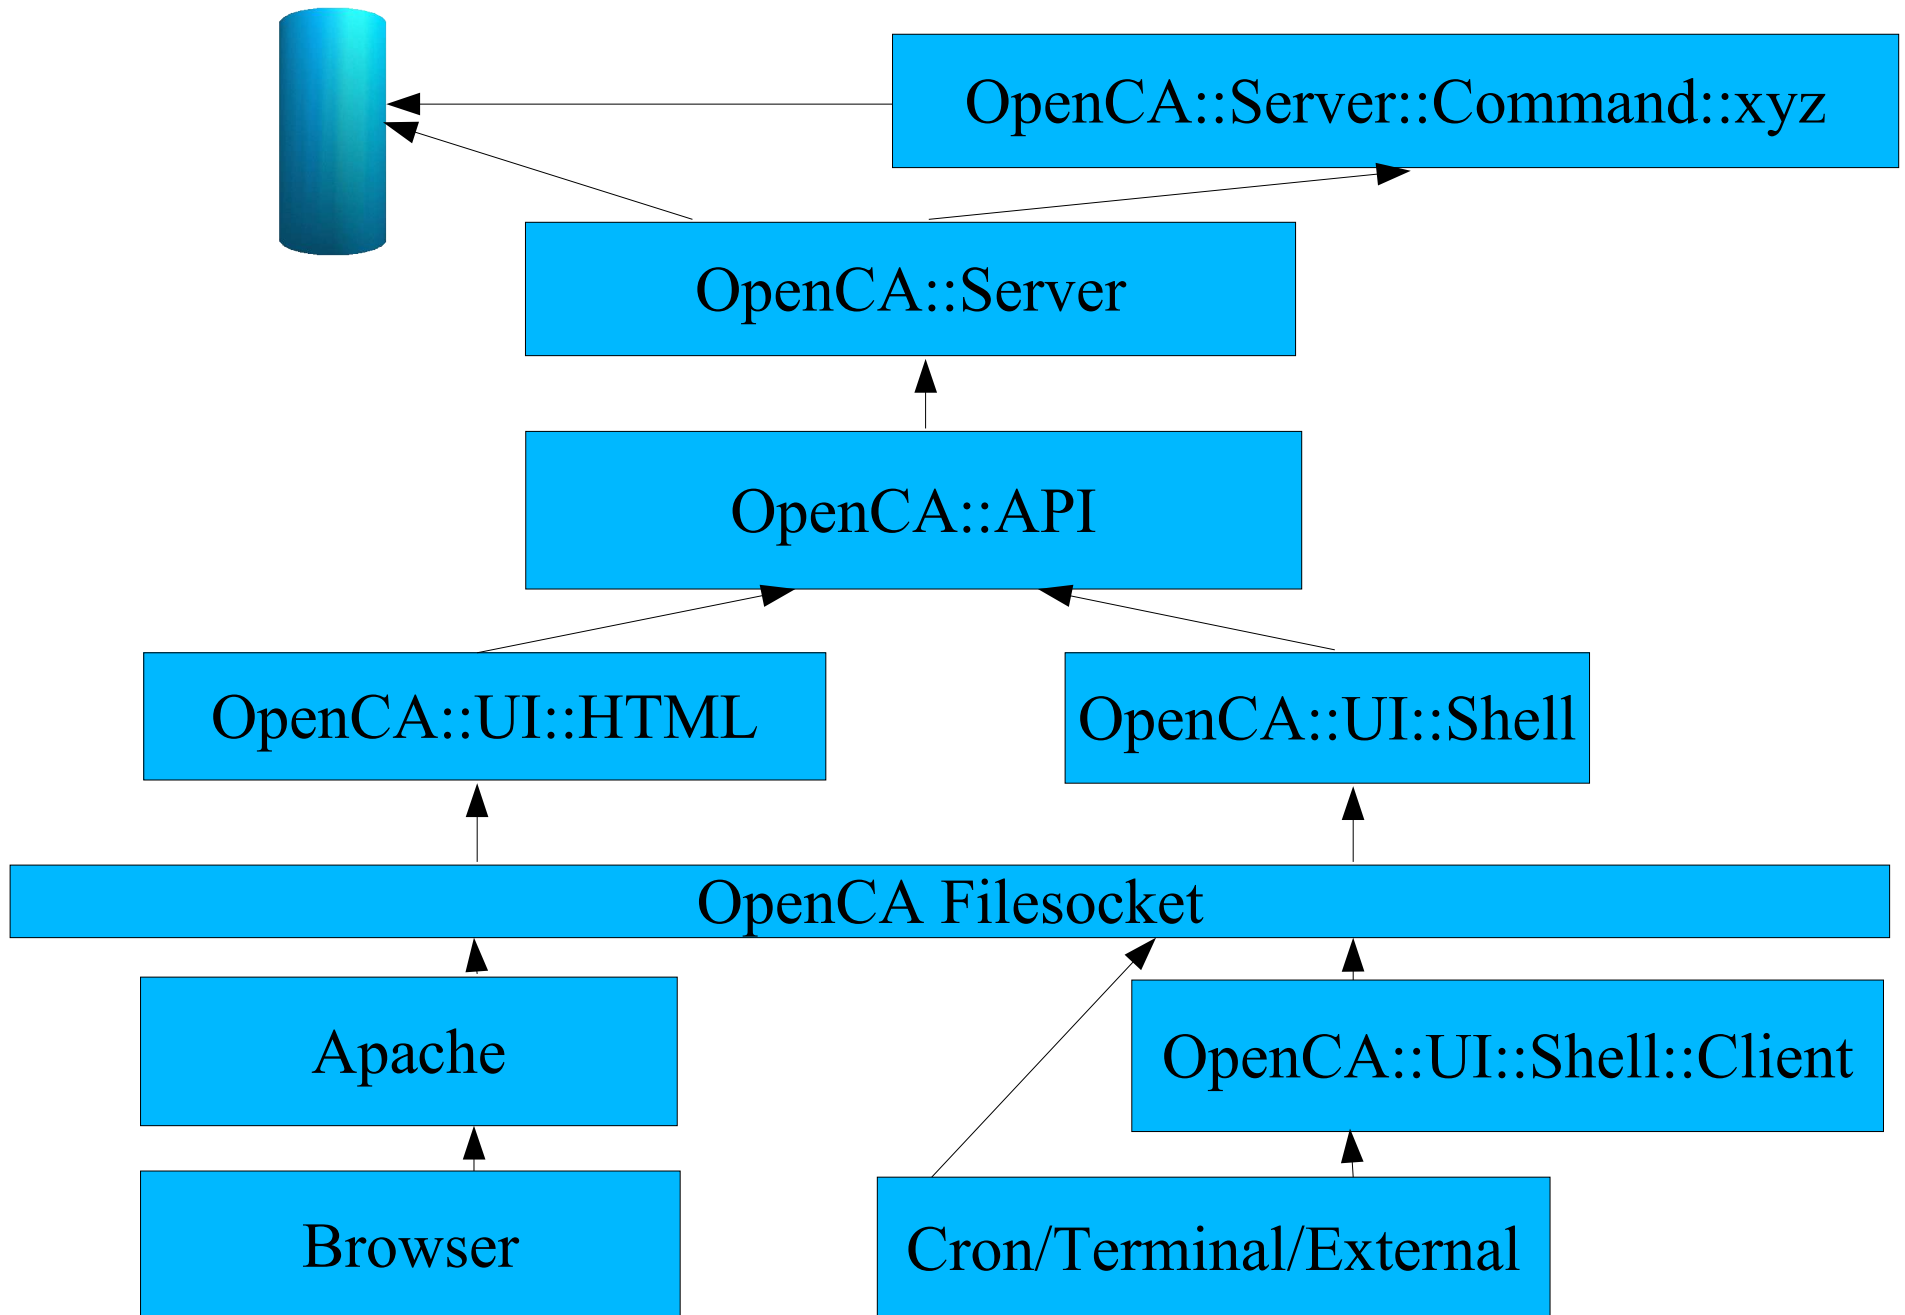 OpenCA::Server::Command::xyz
OpenCA::Server
OpenCA::API
OpenCA::UI::HTML
OpenCA::UI::Shell
OpenCA Filesocket
Apache
OpenCA::UI::Shell::Client
Browser
Cron/Terminal/External